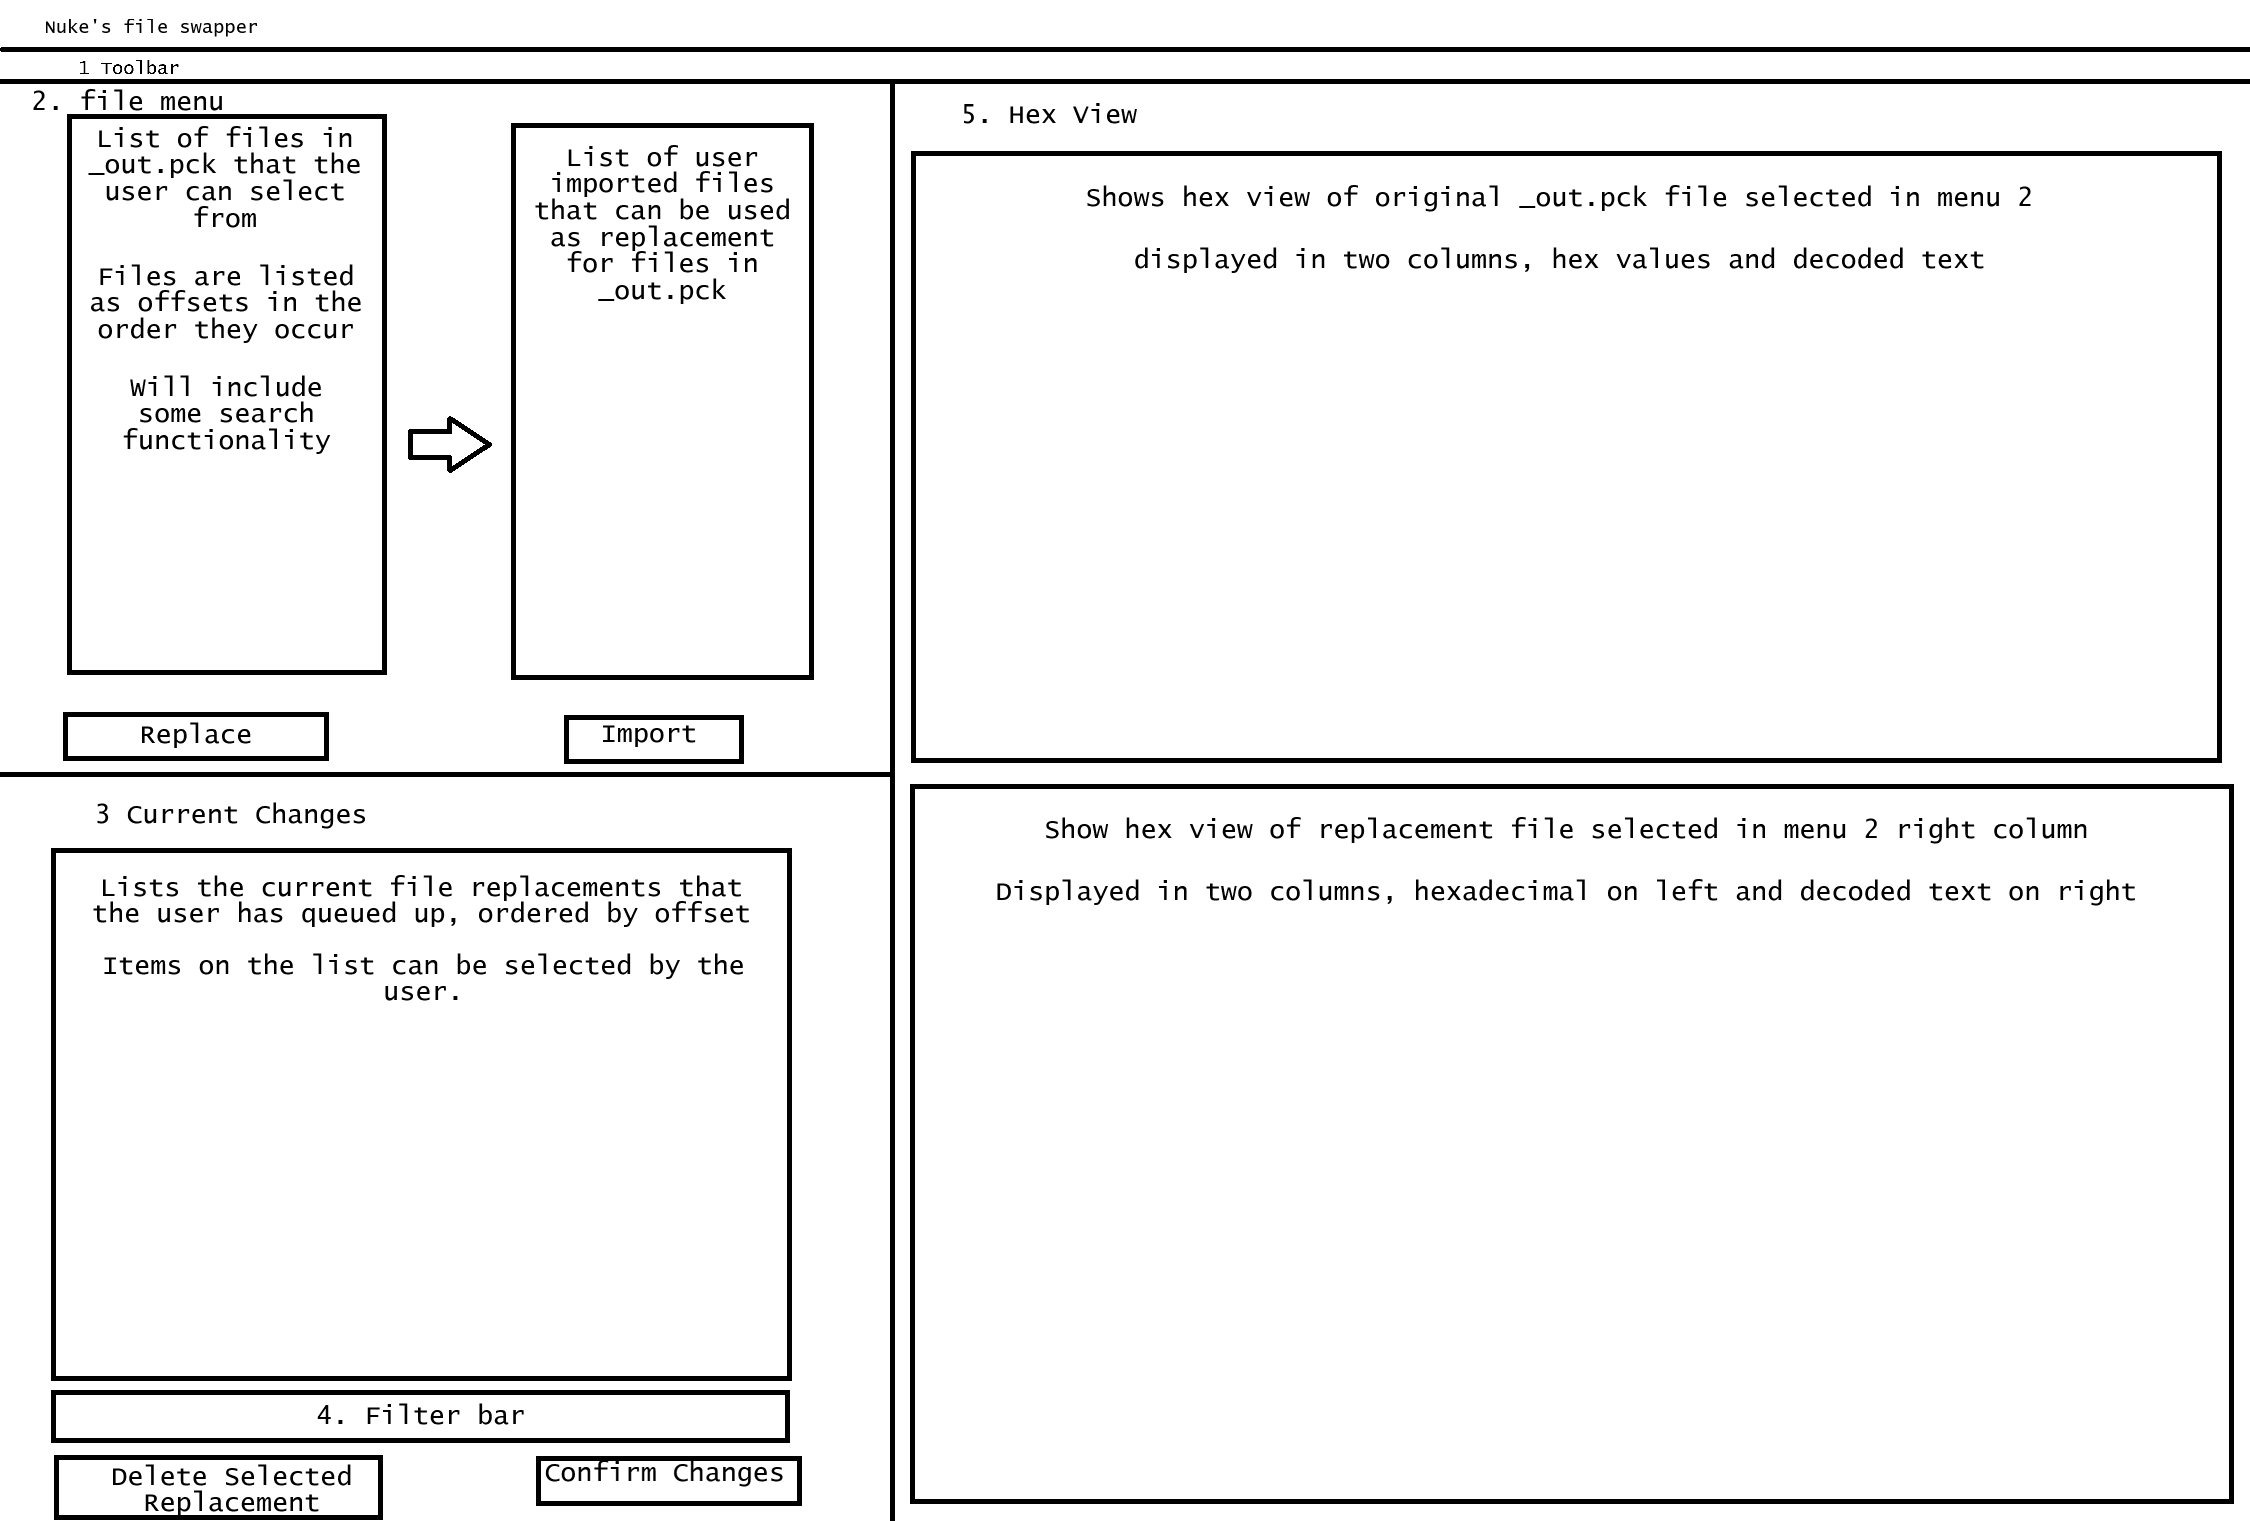 Nuke's file swapper
1 Toolbar
2. file menu
List of files in
_out.pck that the
user can select
from
Files are listed
as offsets in the
order they occur
Will include
some search
functionality
List of user
imported files
that can be used
as replacement
for files in
_out.pck
Replace
Import
3 Current Changes
Lists the current file replacements that
the user has queued up, ordered by offset
Items on the list can be selected by the
user.
4. Filter bar
Delete Selected
Replacement
Confirm Changes
5. Hex View
Shows hex view of original _out.pck file selected in menu 2
displayed in two columns, hex values and decoded text
Show hex view of replacement file selected in menu 2 right column
Displayed in two columns, hexadecimal on left and decoded text on right